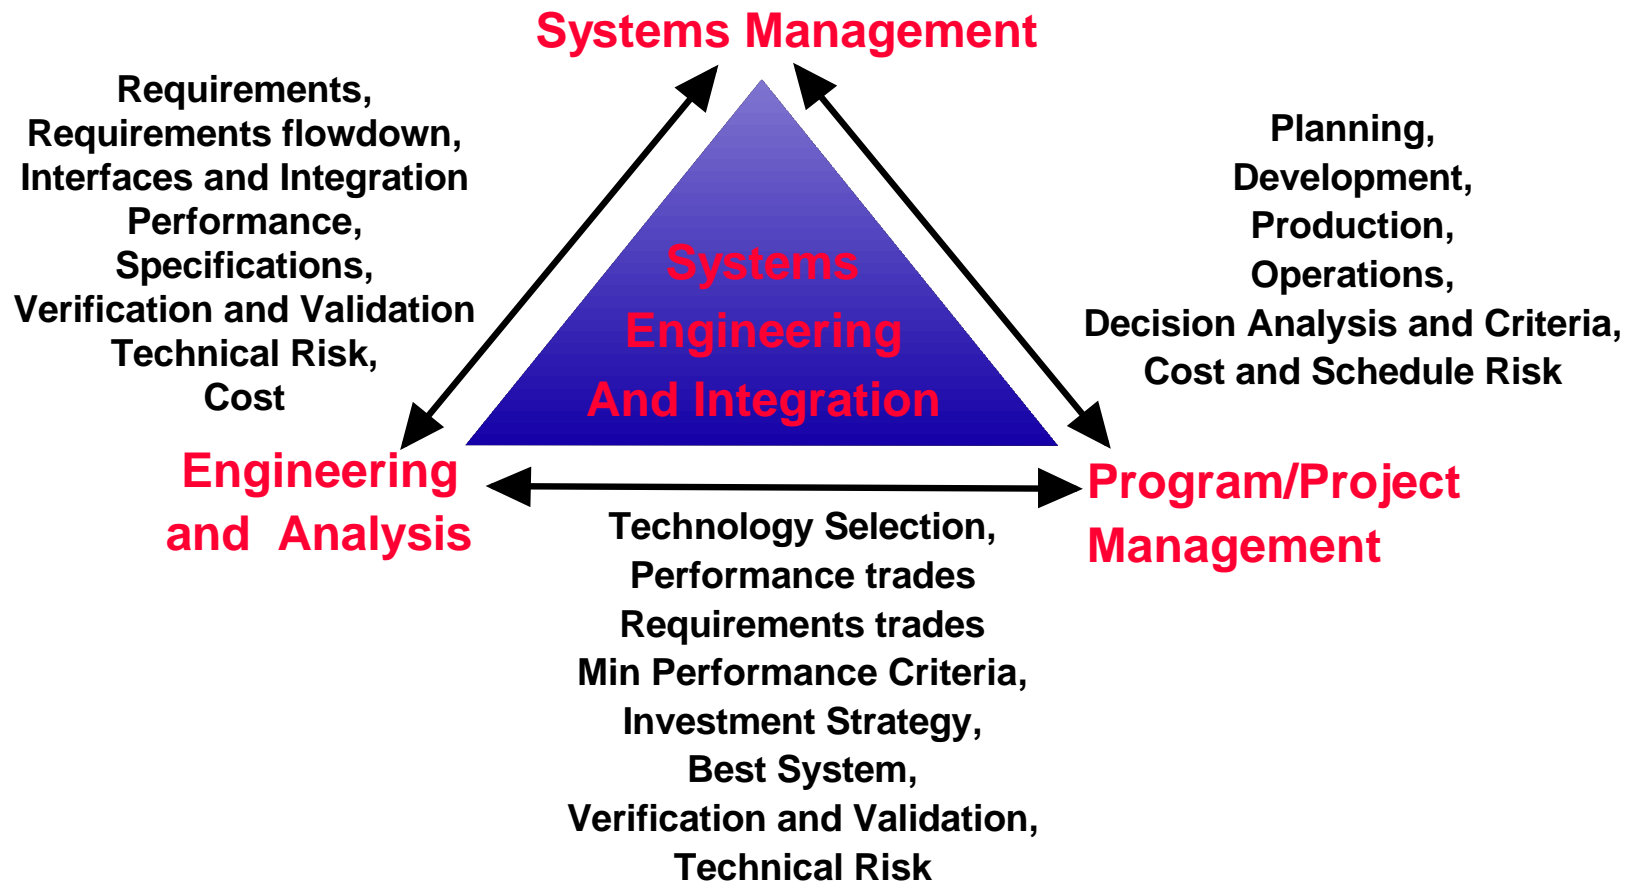 Systems Management
Requirements,
Requirements flowdown,
Interfaces and Integration
Performance,
Specifications,
Verification and Validation
Technical Risk,
Cost
Planning,
Development,
Production,
Operations,
Decision Analysis and Criteria,
Cost and Schedule Risk
Systems
Engineering
And Integration
Engineering
and Analysis
Program/Project
Management
Technology Selection,
Performance trades
Requirements trades
Min Performance Criteria,
Investment Strategy,
Best System,
Verification and Validation,
Technical Risk